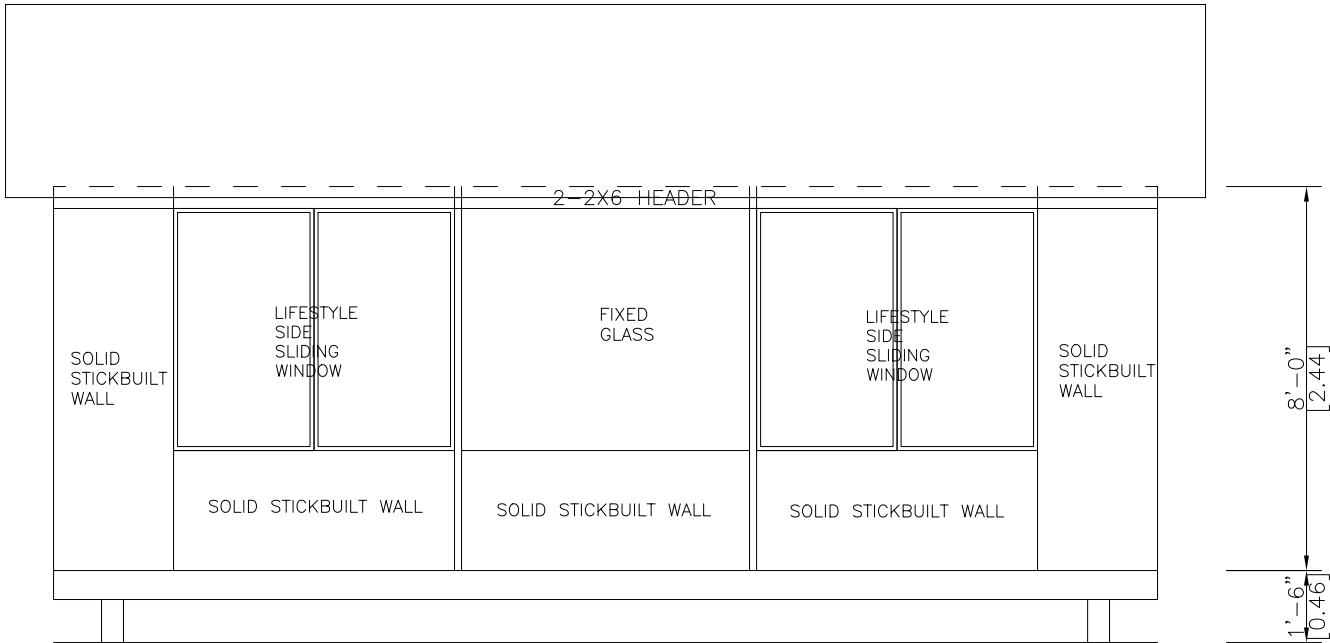 2-2X6 HEADER
LIFESTYLE
SIDE
SLIDING
WINDOW
FIXED
GLASS
LIFESTYLE
SIDE
SLIDING
WINDOW
SOLID
STICKBUILT
WALL
SOLID
STICKBUILT
WALL
SOLID STICKBUILT WALL
SOLID STICKBUILT WALL
SOLID STICKBUILT WALL
8'-0"
[2.44]
1'-6"
[0.46]